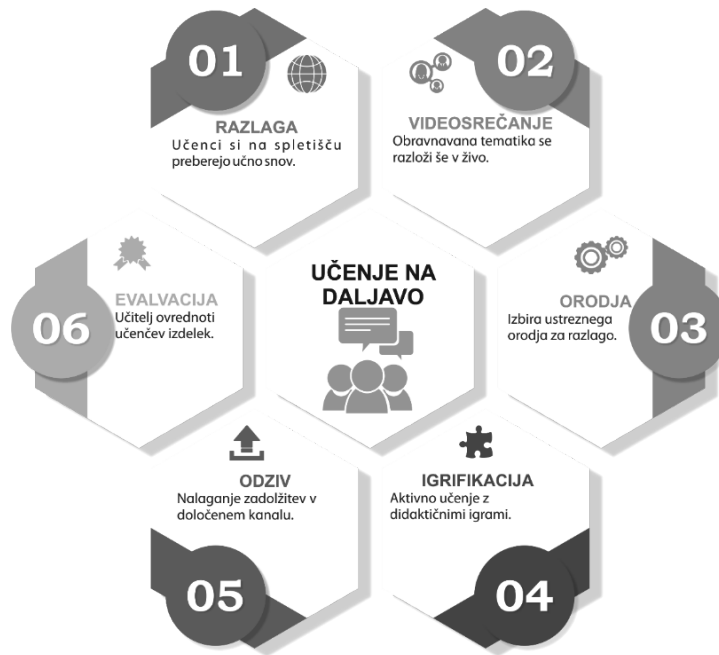 01
RAZLAGA
Učenci si na spletišču
preberejo učno snov.
02
VIDEOSREČANJE
Obravnavana tematika se
razloži še v živo.
UČENJE NA
DALJAVO
03
ORODJA
Izbira ustreznega
orodja za razlago.
04
IGRIFIKACIJA
Aktivno učenje z
didaktičnimi igrami.
05
ODZIV
Nalaganje zadolžitev v
določenem kanalu.
06
EVALVACIJA
Učitelj ovrednoti
učenčev izdelek.